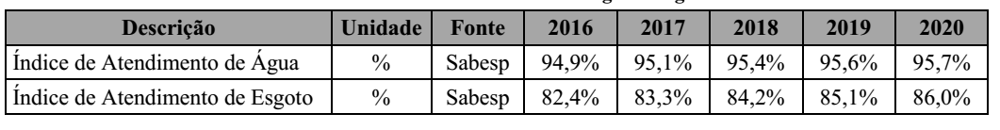 Descrição Unidade Fonte 2016 2017 2018 2019 2020
Índice de Atendimento de Água % Sabesp 94,9% 95,1% 95,4% 95,6% 95,7%
Índice de Atendimento de Esgoto % Sabesp 82,4% 83,3% 84,2% 85,1% 86,0%